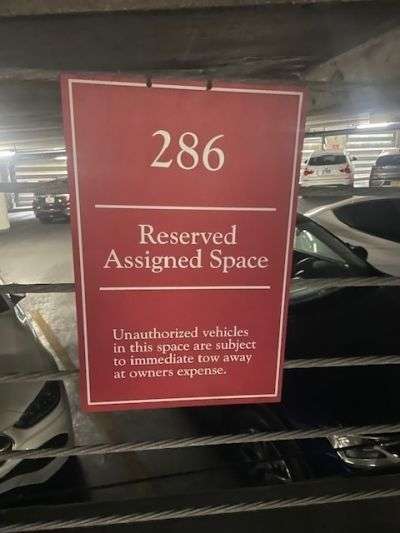 286
Reserved
Assigned Space
Unauthorized vehicles
in this space are subject
to immediate tow away
at owners expense.